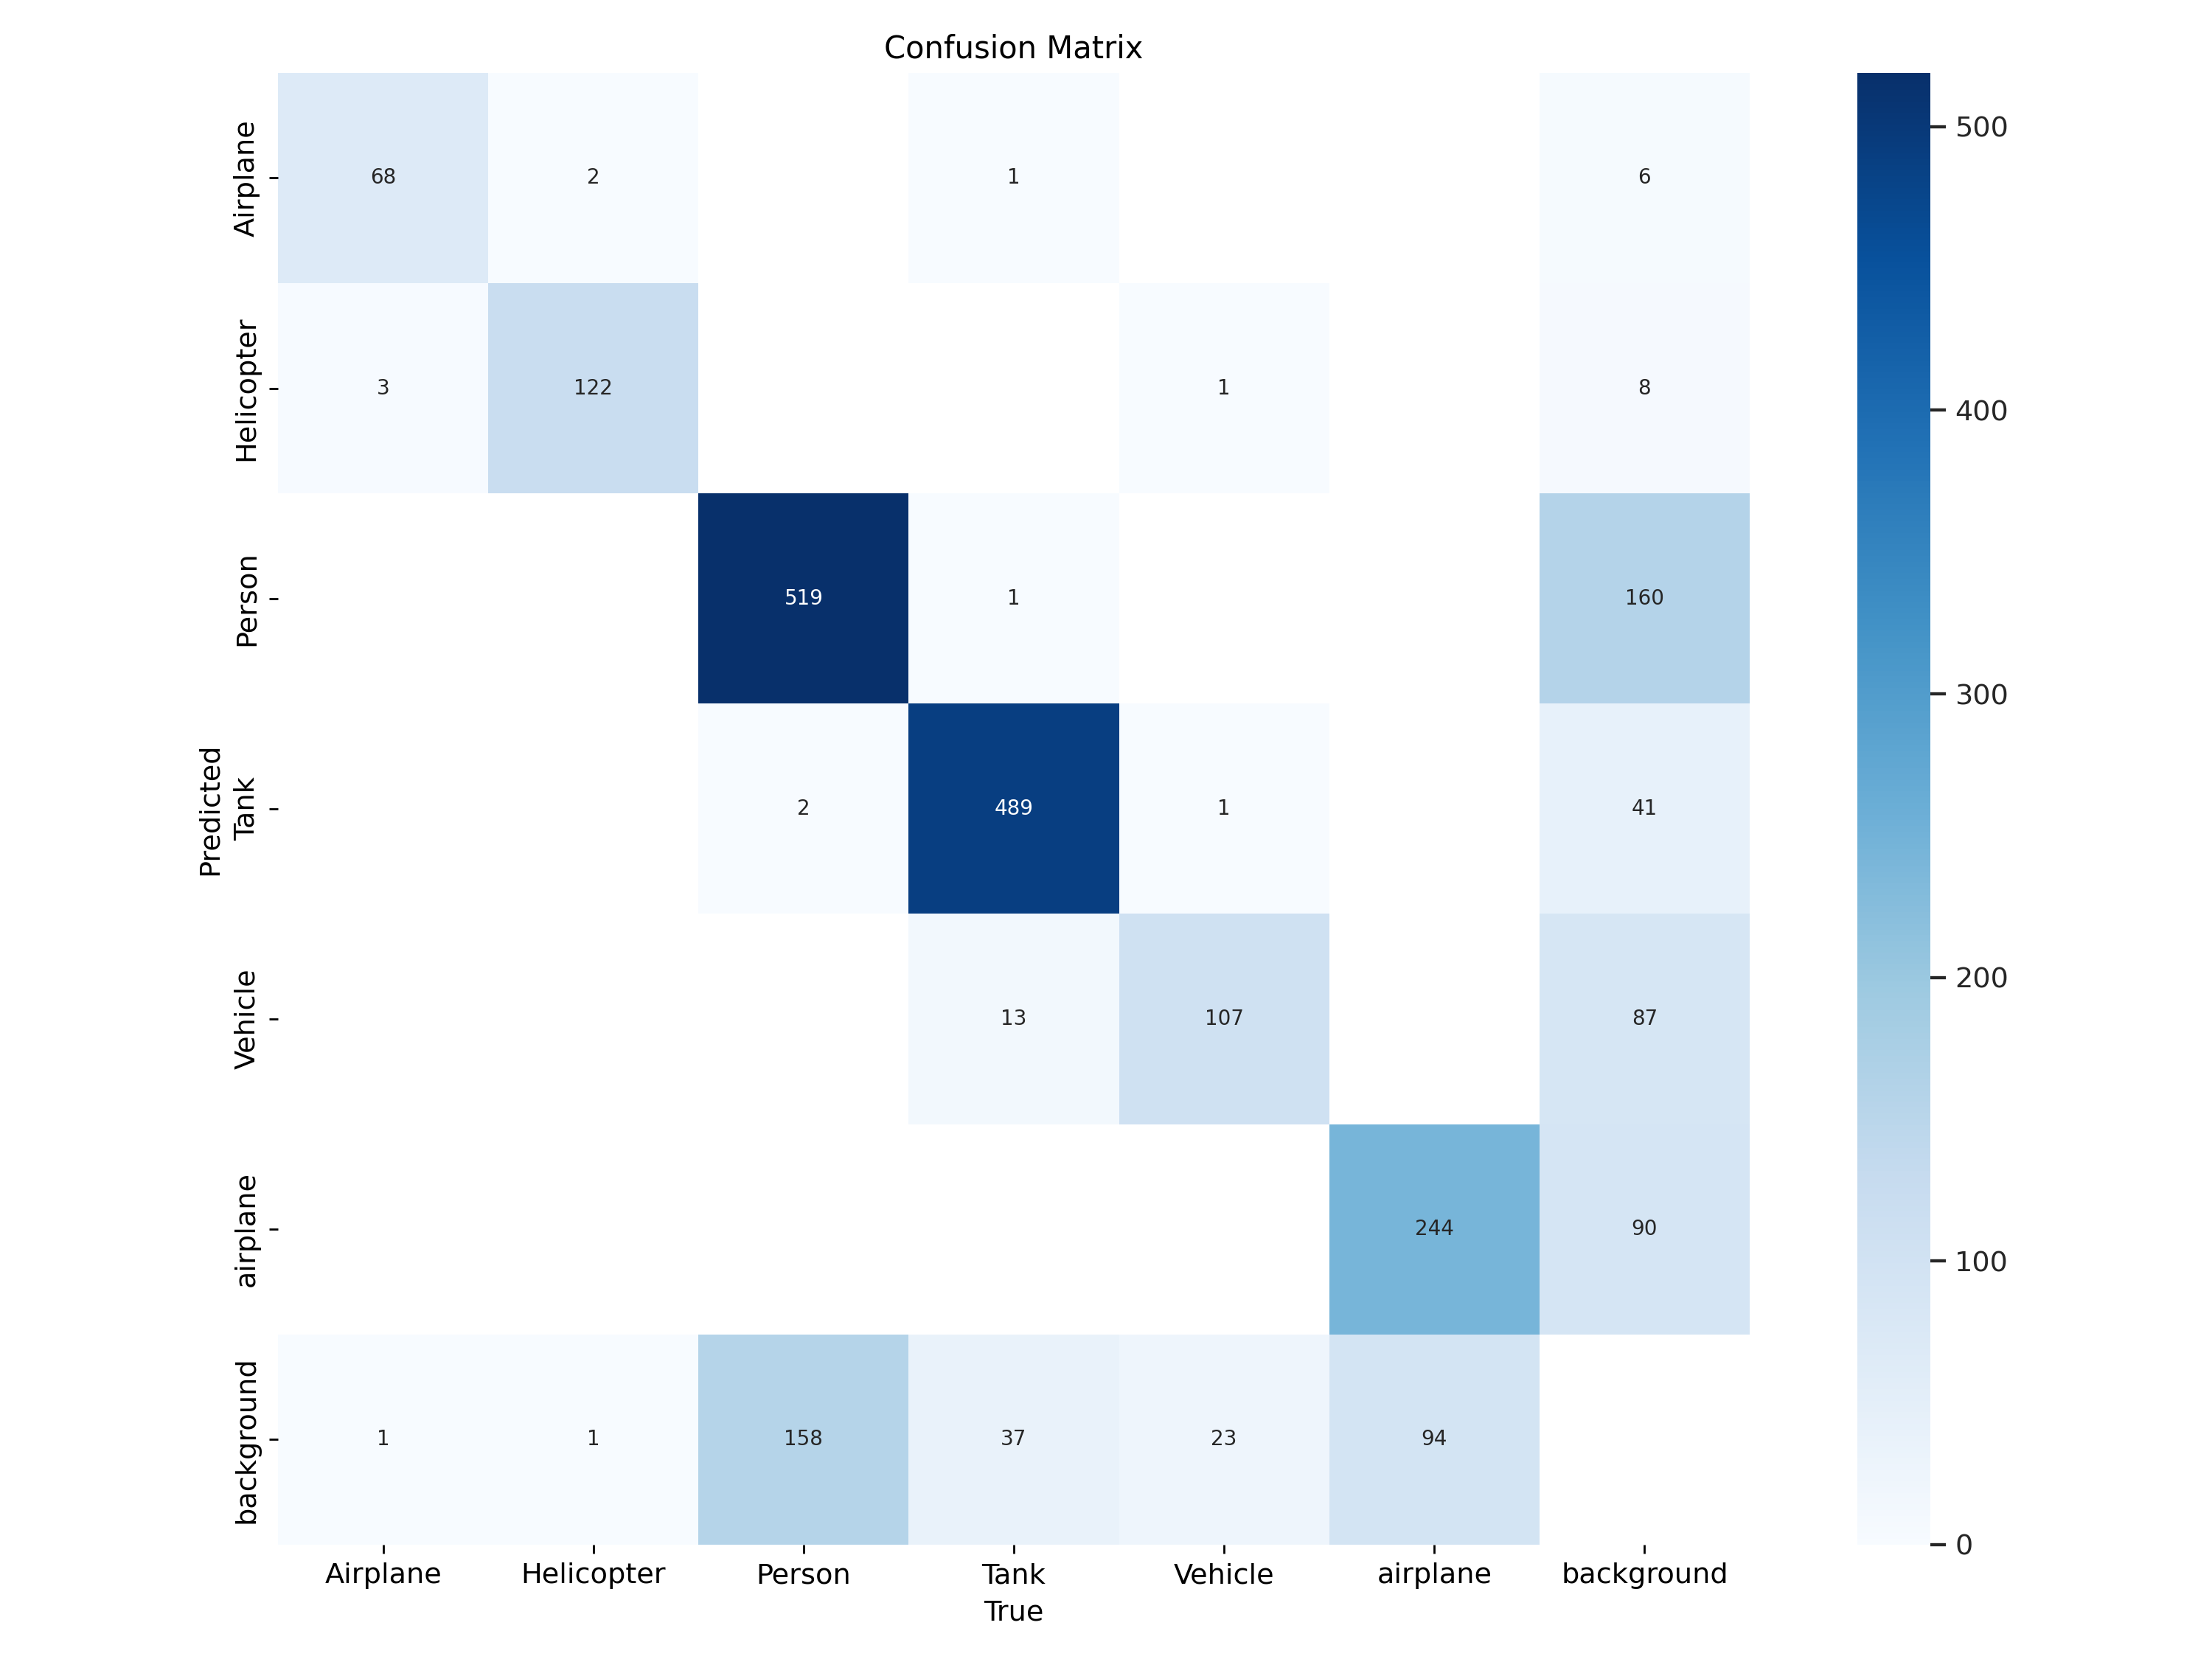 Confusion Matrix
Airplane
68 2 1 6
Helicopter
3 122 1 8
Person
519 1 160
Predicted
Tank
2 489 1 41
Vehicle
13 107 87
airplane
244 90
background
1 1 158 37 23 94
Airplane Helicopter Person Tank Vehicle airplane background
True
500
400
300
200
100
0